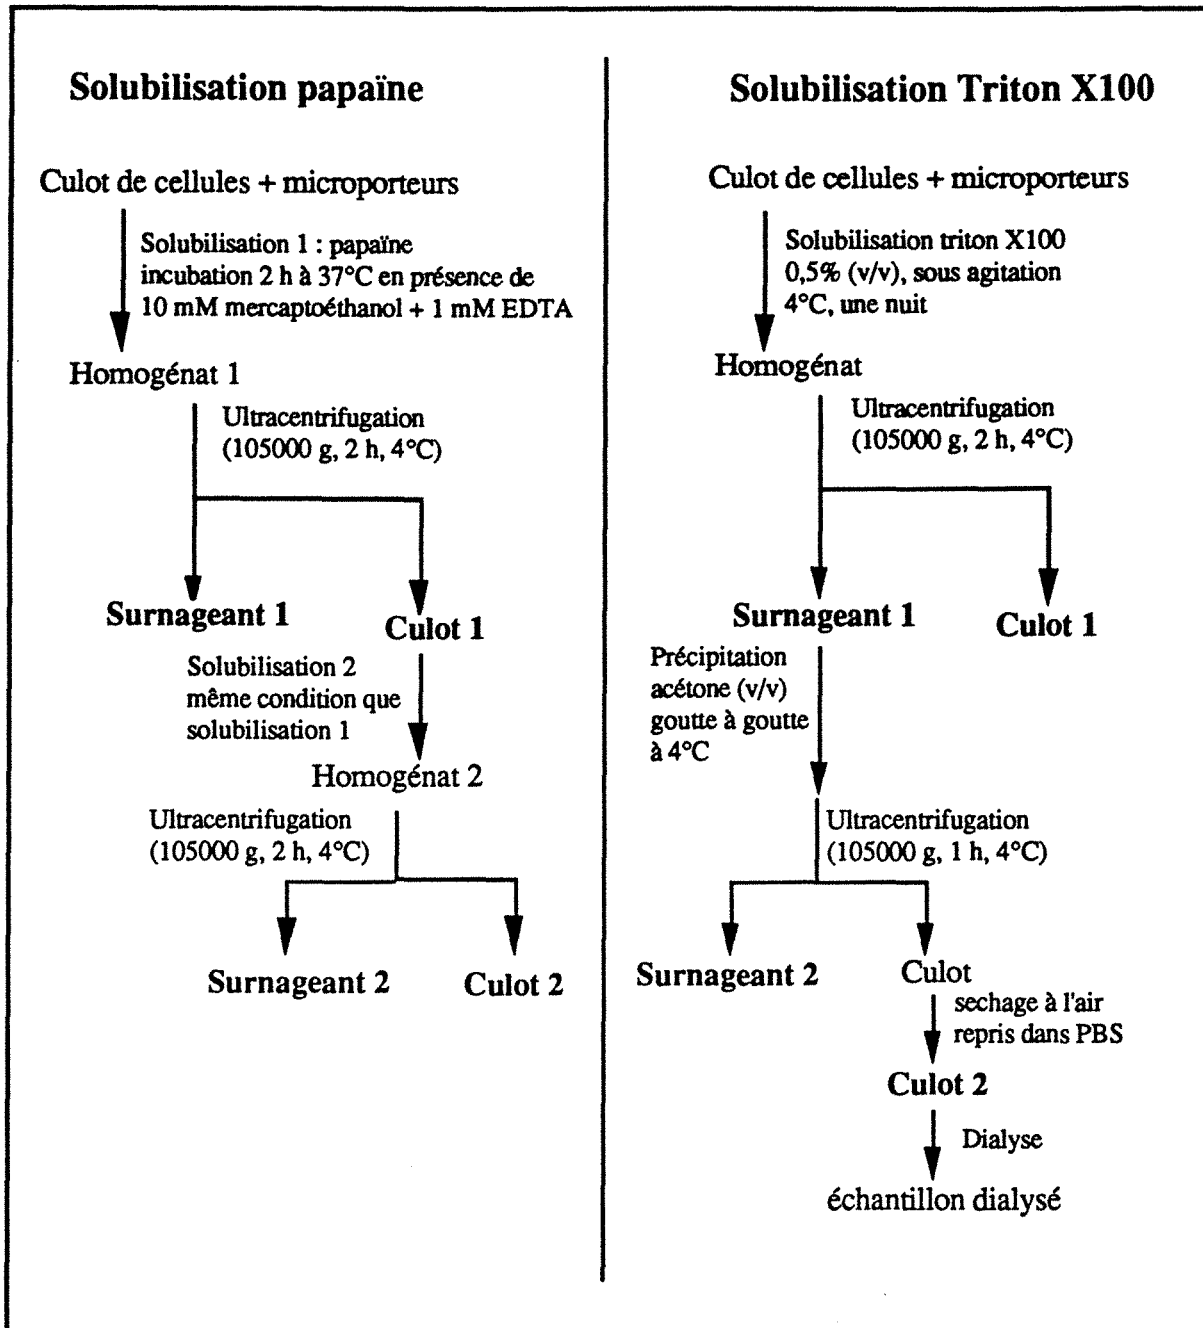 Solubilisation papaïne
Culot de cellules + microporteurs
Solubilisation 1 : papaïne
incubation 2 h à 37°C en présence de
10 mM mercaptoéthanol + 1 mM EDTA
Homogénat 1
Ultracentrifugation
(105000 g, 2 h, 4°C)
Surnageant 1
Culot 1
Solubilisation 2
même condition que
solubilisation 1
Homogénat 2
Ultracentrifugation
(105000 g, 2 h, 4°C)
Surnageant 2
Culot 2
Solubilisation Triton X100
Culot de cellules + microporteurs
Solubilisation triton X100
0,5% (v/v), sous agitation
4°C, une nuit
Homogénat
Ultracentrifugation
(105000 g, 2 h, 4°C)
Surnageant 1
Culot 1
Précipitation
acétone (v/v)
goutte à goutte
à 4°C
Ultracentrifugation
(105000 g, 1 h, 4°C)
Surnageant 2
Culot
sechage à l'air
repris dans PBS
Culot 2
Dialyse
échantillon dialysé